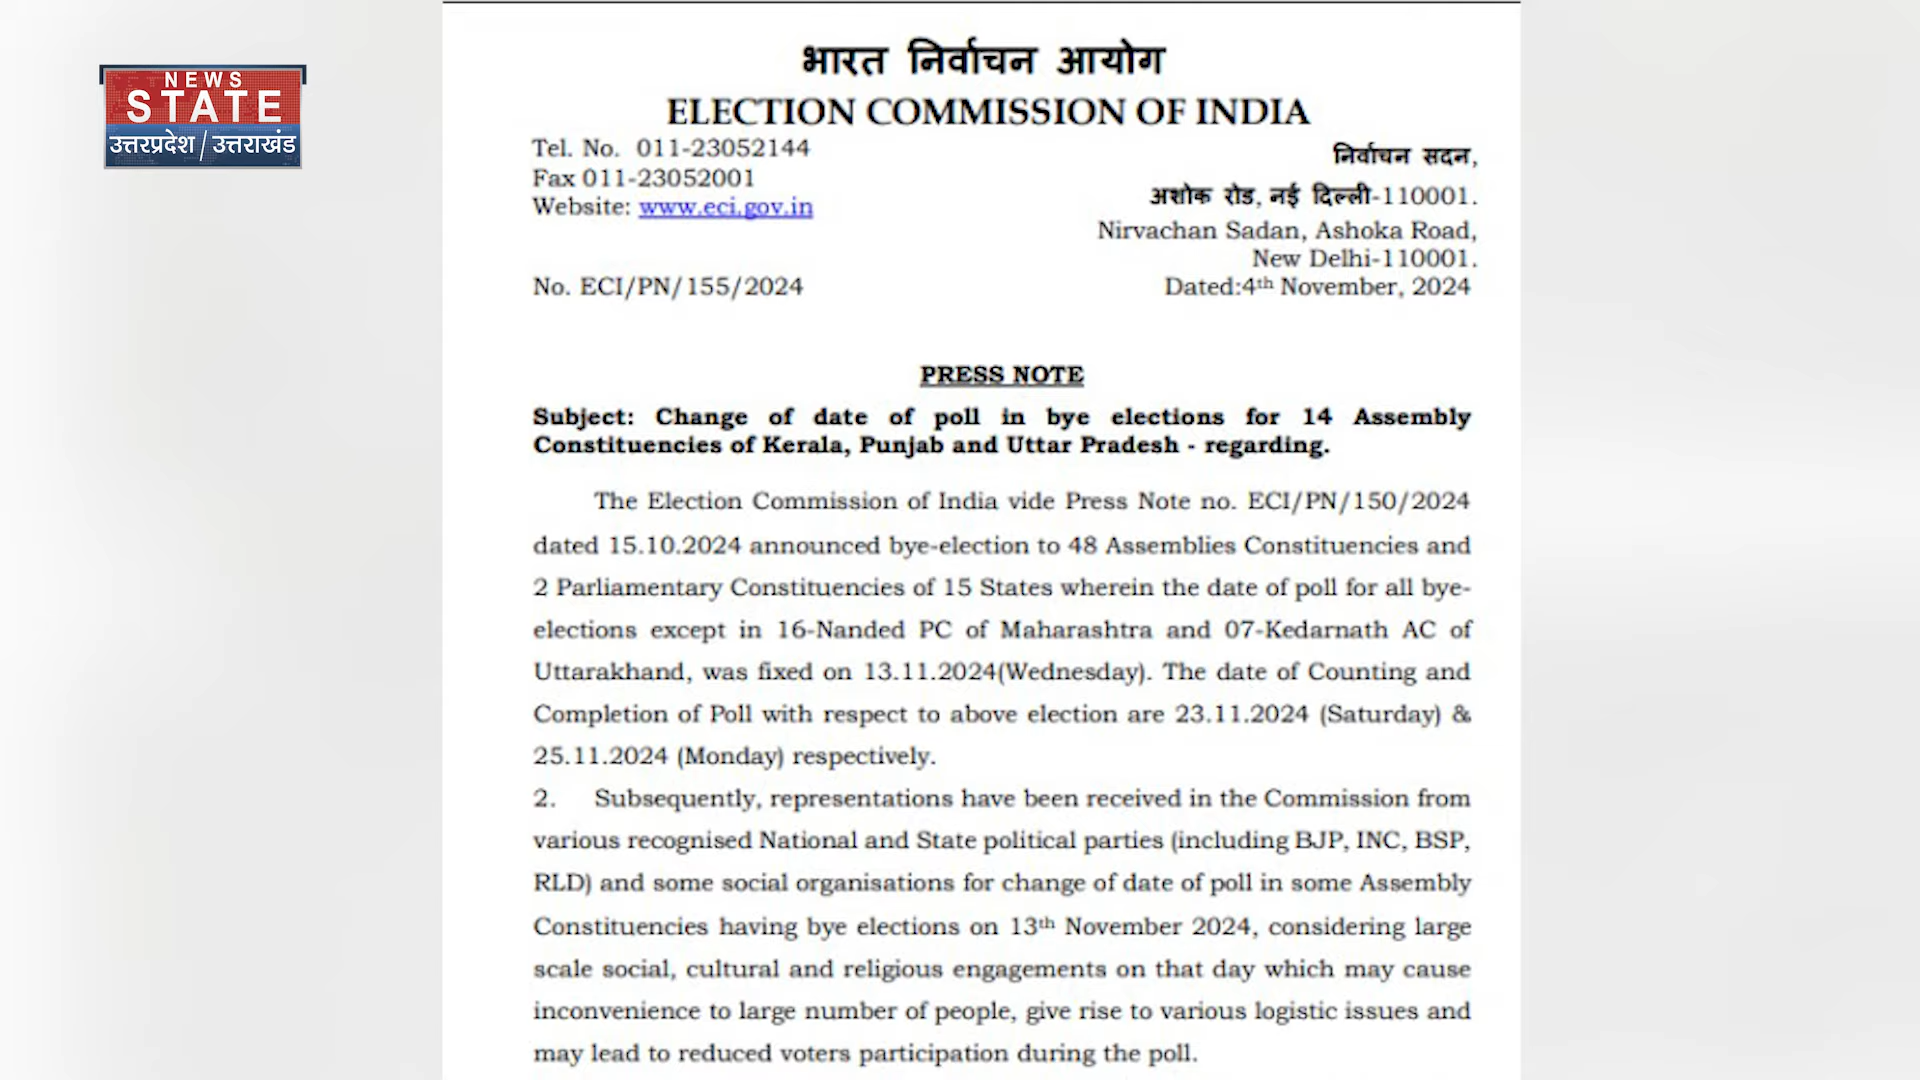 NEWS
STATE
उत्तरप्रदेश / उत्तराखंड
भारत निर्वाचन आयोग
ELECTION COMMISSION OF INDIA
Tel. No. 011-23052144
Fax 011-23052001
Website: www.eci.gov.in
निर्वाचन सदन,
अशोक रोड, नई दिल्ली-110001.
Nirvachan Sadan, Ashoka Road,
New Delhi-110001.
No. ECI/PN/155/2024
Dated:4th November, 2024
PRESS NOTE
Subject: Change of date of poll in bye elections for 14 Assembly
Constituencies of Kerala, Punjab and Uttar Pradesh - regarding.
The Election Commission of India vide Press Note no. ECI/PN/150/2024
dated 15.10.2024 announced bye-election to 48 Assemblies Constituencies and
2 Parliamentary Constituencies of 15 States wherein the date of poll for all bye-
elections except in 16-Nanded PC of Maharashtra and 07-Kedarnath AC of
Uttarakhand, was fixed on 13.11.2024(Wednesday). The date of Counting and
Completion of Poll with respect to above election are 23.11.2024 (Saturday) &
25.11.2024 (Monday) respectively.
2. Subsequently, representations have been received in the Commission from
various recognised National and State political parties (including BJP, INC, BSP,
RLD) and some social organisations for change of date of poll in some Assembly
Constituencies having bye elections on 13th November 2024, considering large
scale social, cultural and religious engagements on that day which may cause
inconvenience to large number of people, give rise to various logistic issues and
may lead to reduced voters participation during the poll.